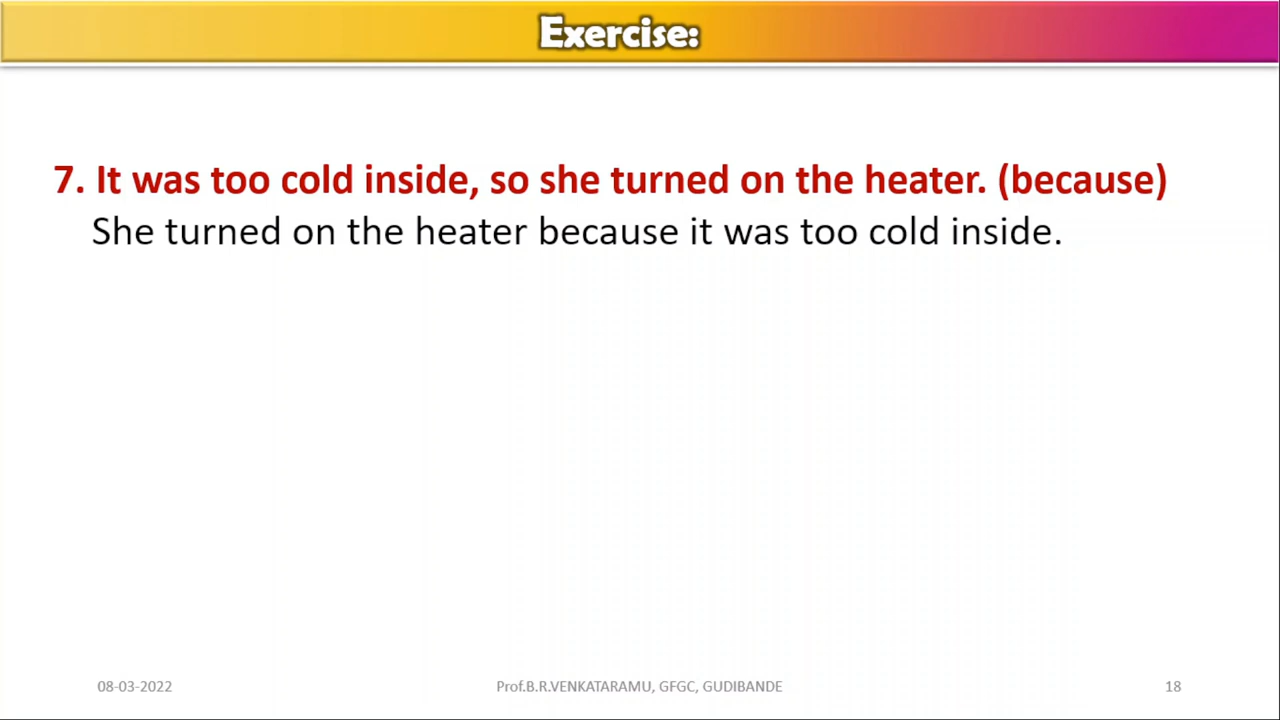 Exercise:
7. It was too cold inside, so she turned on the heater. (because)
She turned on the heater because it was too cold inside.
08-03-2022
Prof.B.R.VENKATARAMU, GFGC, GUDIBANDE
18